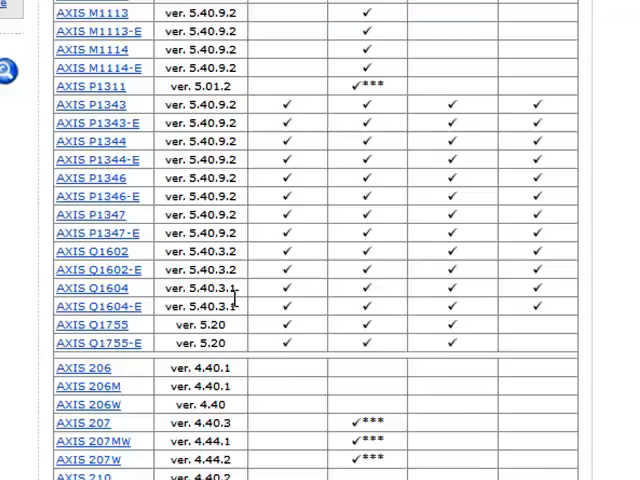 AXIS M1113 ver. 5.40.9.2 ✓
AXIS M1113-E ver. 5.40.9.2 ✓
AXIS M1114 ver. 5.40.9.2 ✓
AXIS M1114-E ver. 5.40.9.2 ✓
AXIS P1311 ver. 5.01.2 ✓***
AXIS P1343 ver. 5.40.9.2 ✓ ✓ ✓ ✓
AXIS P1343-E ver. 5.40.9.2 ✓ ✓ ✓ ✓
AXIS P1344 ver. 5.40.9.2 ✓ ✓ ✓ ✓
AXIS P1344-E ver. 5.40.9.2 ✓ ✓ ✓ ✓
AXIS P1346 ver. 5.40.9.2 ✓ ✓ ✓ ✓
AXIS P1346-E ver. 5.40.9.2 ✓ ✓ ✓ ✓
AXIS P1347 ver. 5.40.9.2 ✓ ✓ ✓ ✓
AXIS P1347-E ver. 5.40.9.2 ✓ ✓ ✓ ✓
AXIS Q1602 ver. 5.40.3.2 ✓ ✓ ✓ ✓
AXIS Q1602-E ver. 5.40.3.2 ✓ ✓ ✓ ✓
AXIS Q1604 ver. 5.40.3.1 ✓ ✓ ✓ ✓
AXIS Q1604-E ver. 5.40.3.1 ✓ ✓ ✓ ✓
AXIS Q1755 ver. 5.20 ✓ ✓ ✓
AXIS Q1755-E ver. 5.20 ✓ ✓ ✓
AXIS 206 ver. 4.40.1
AXIS 206M ver. 4.40.1
AXIS 206W ver. 4.40
AXIS 207 ver. 4.40.3 ✓***
AXIS 207MW ver. 4.44.1 ✓***
AXIS 207W ver. 4.44.2 ✓***
AXIS 210 ver. 4.40.2